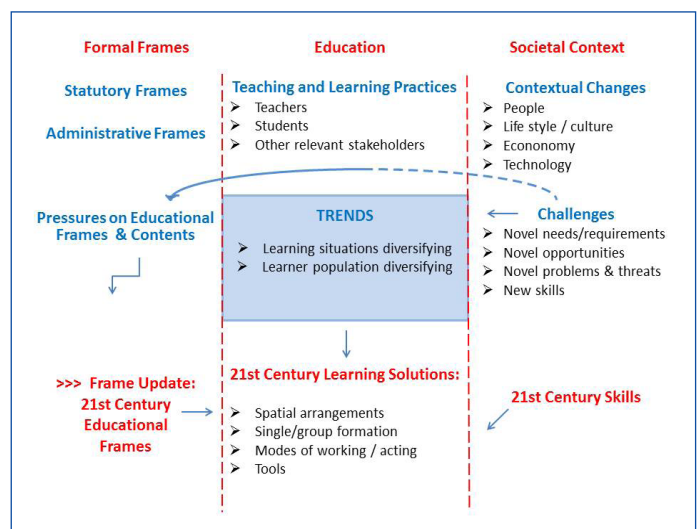 Formal Frames
Education
Societal Context
Statutory Frames
Administrative Frames
Teaching and Learning Practices
➢ Teachers
➢ Students
➢ Other relevant stakeholders
Contextual Changes
➢ People
➢ Life style / culture
➢ Econonomy
➢ Technology
Pressures on Educational
Frames & Contents
TRENDS
➢ Learning situations diversifying
➢ Learner population diversifying
Challenges
➢ Novel needs/requirements
➢ Novel opportunities
➢ Novel problems & threats
➢ New skills
>>> Frame Update:
21st Century
Educational
Frames
21st Century Learning Solutions:
➢ Spatial arrangements
➢ Single/group formation
➢ Modes of working / acting
➢ Tools
21st Century Skills